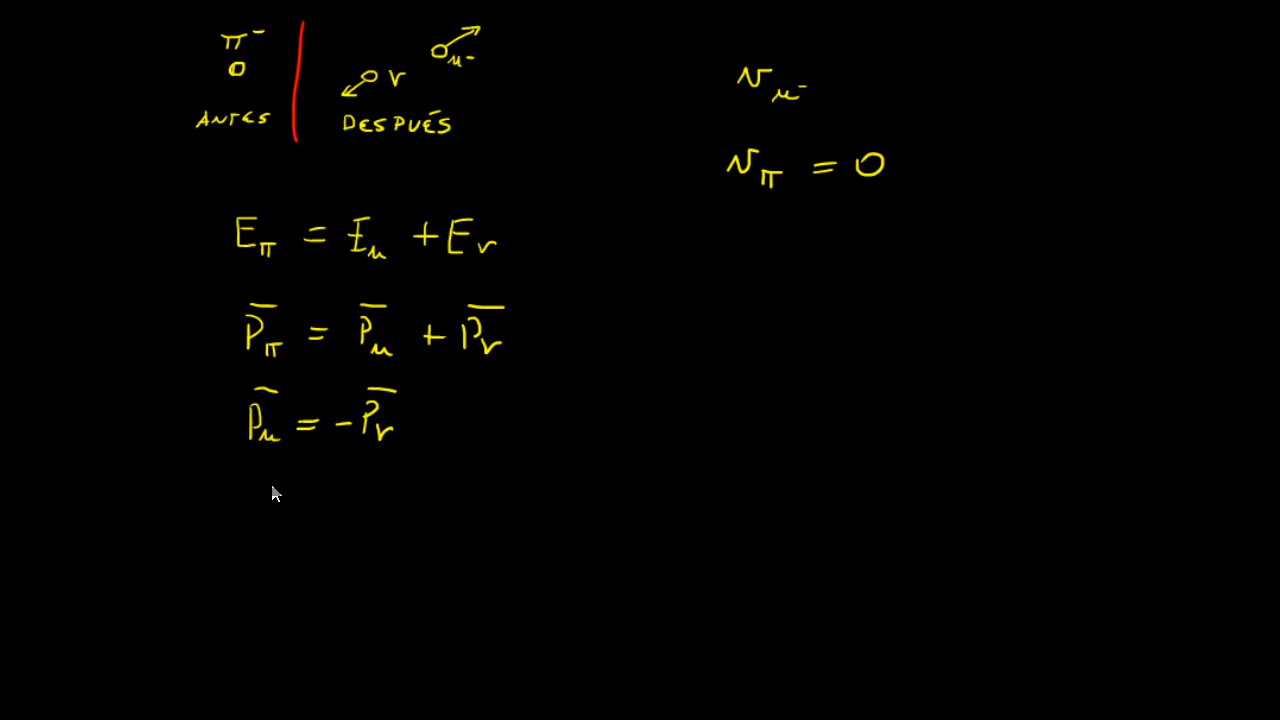 π⁻
μ⁻
ν
ANTES
DESPUÉS
v_μ⁻
v_π = 0
E_π = E_μ + E_ν
P̅_π = P̅_μ + P̅_ν
P̅_μ = -P̅_ν